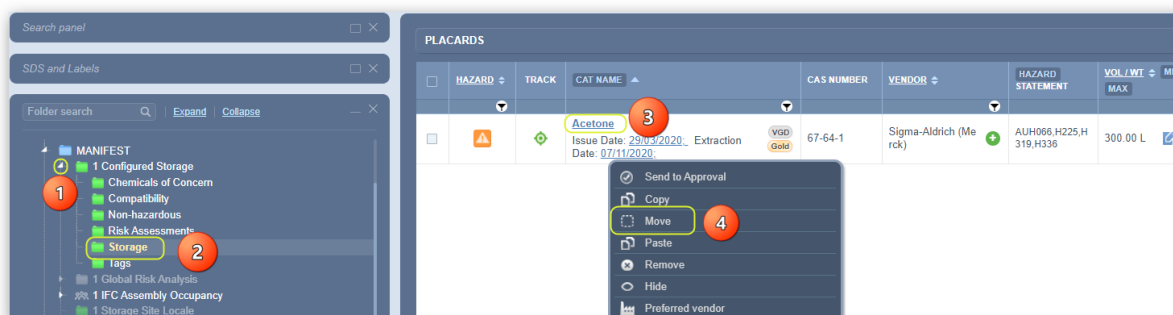 Search panel
SDS and Labels
Folder search
Expand
Collapse
MANIFEST
1 Configured Storage
Chemicals of Concern
Compatibility
Non-hazardous
Risk Assessments
Storage
Tags
1 Global Risk Analysis
1 IFC Assembly Occupancy
1 Storage Site Locale
1
2
PLACARDS
HAZARD
TRACK
CAT NAME
CAS NUMBER
VENDOR
HAZARD
STATEMENT
VOL / WT
MAX
Acetone
3
Issue Date: 29/03/2020; Extraction
Date: 07/11/2020;
VGD
Gold
67-64-1
Sigma-Aldrich (Me
rck)
AUH066,H225,H
319,H336
300.00 L
Send to Approval
Copy
Move
4
Paste
Remove
Hide
Preferred vendor